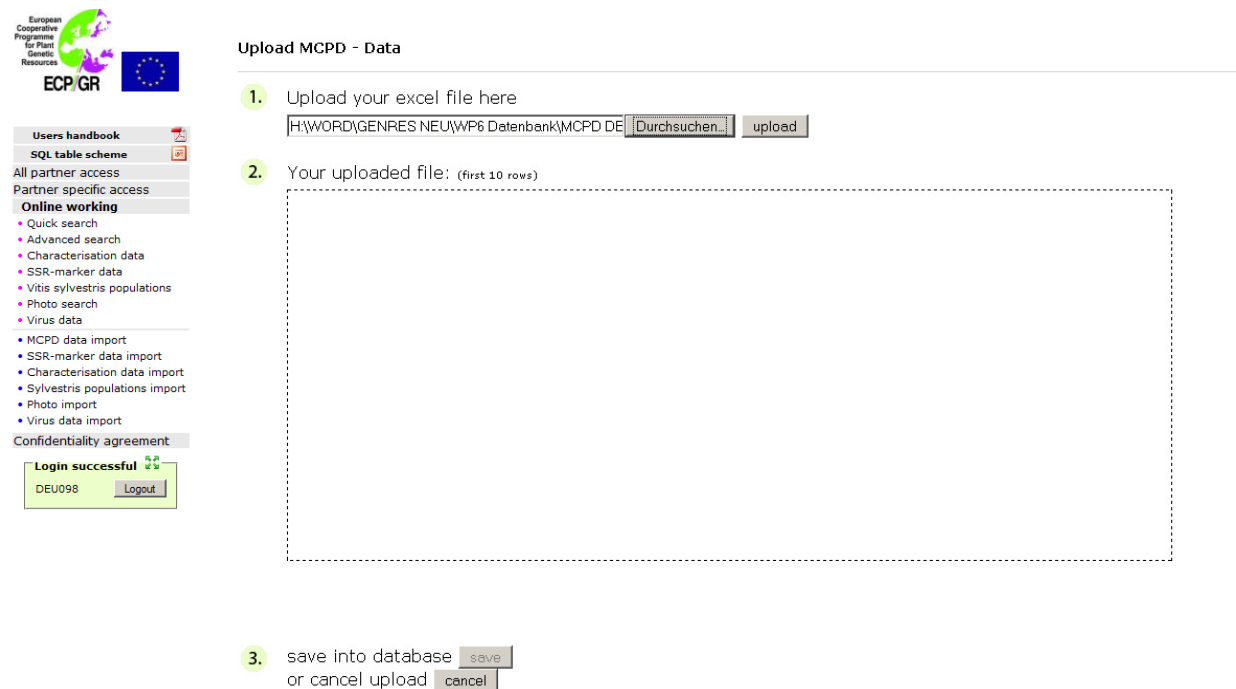 European
Cooperative
Programme
for Plant
Genetic
Resources
ECP/GR
Users handbook
SQL table scheme
All partner access
Partner specific access
Online working
• Quick search
• Advanced search
• Characterisation data
• SSR-marker data
• Vitis sylvestris populations
• Photo search
• Virus data
• MCPD data import
• SSR-marker data import
• Characterisation data import
• Sylvestris populations import
• Photo import
• Virus data import
Confidentiality agreement
Login successful
DEU098 Logout
Upload MCPD - Data
1. Upload your excel file here
H:\WORD\GENRES NEU\WP6 Datenbank\MCPD DE Durchsuchen... upload
2. Your uploaded file: (first 10 rows)
3. save into database save
or cancel upload cancel